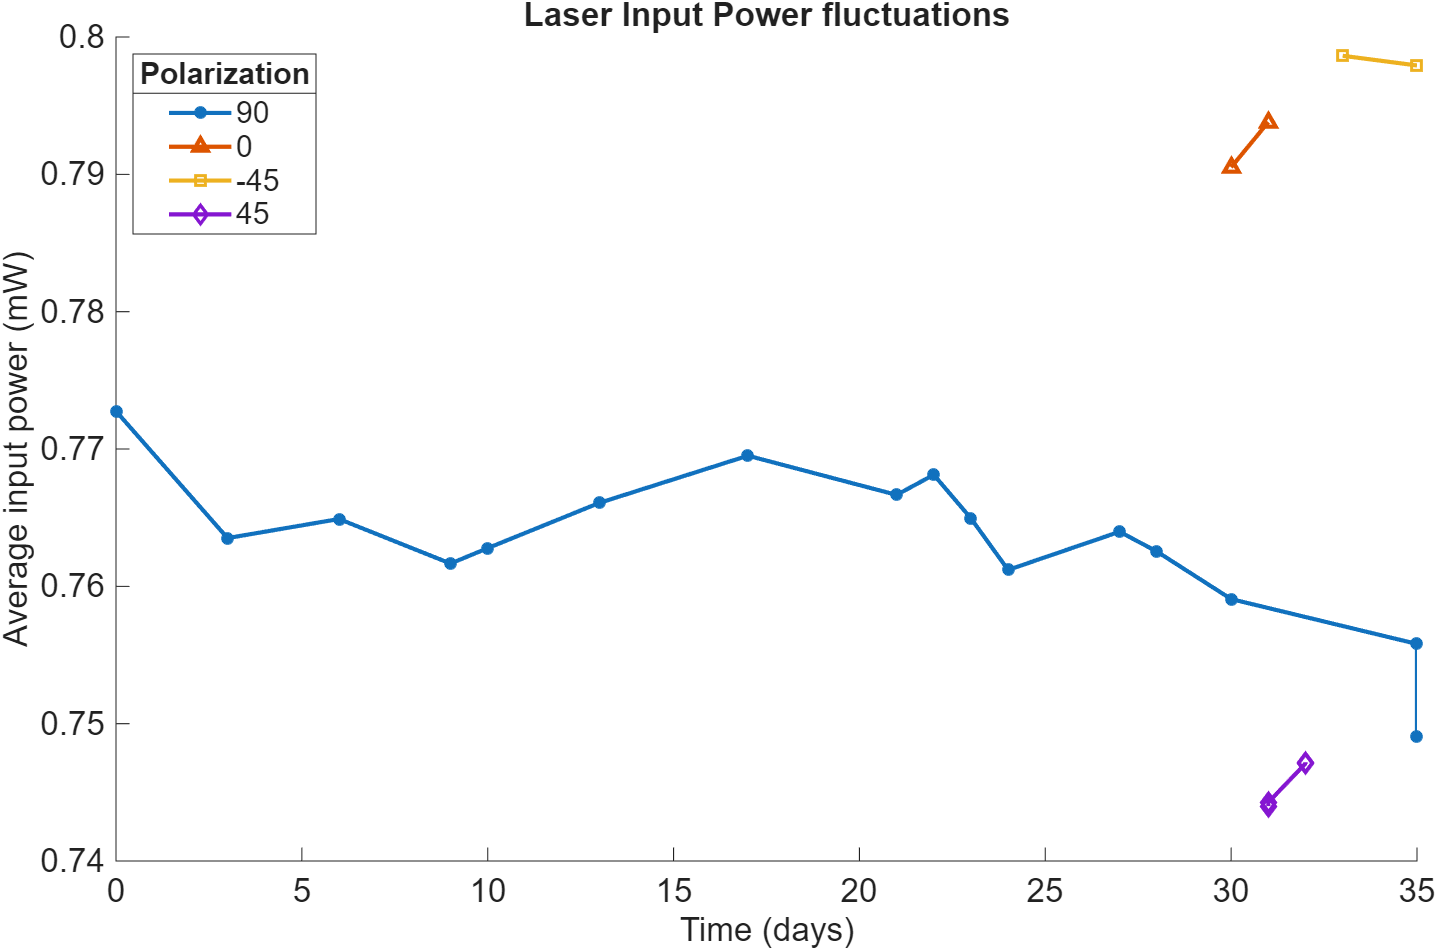 Laser Input Power fluctuations
Polarization
90
0
-45
45
0.8
0.79
0.78
0.77
0.76
0.75
0.74
Average input power (mW)
0 5 10 15 20 25 30 35
Time (days)